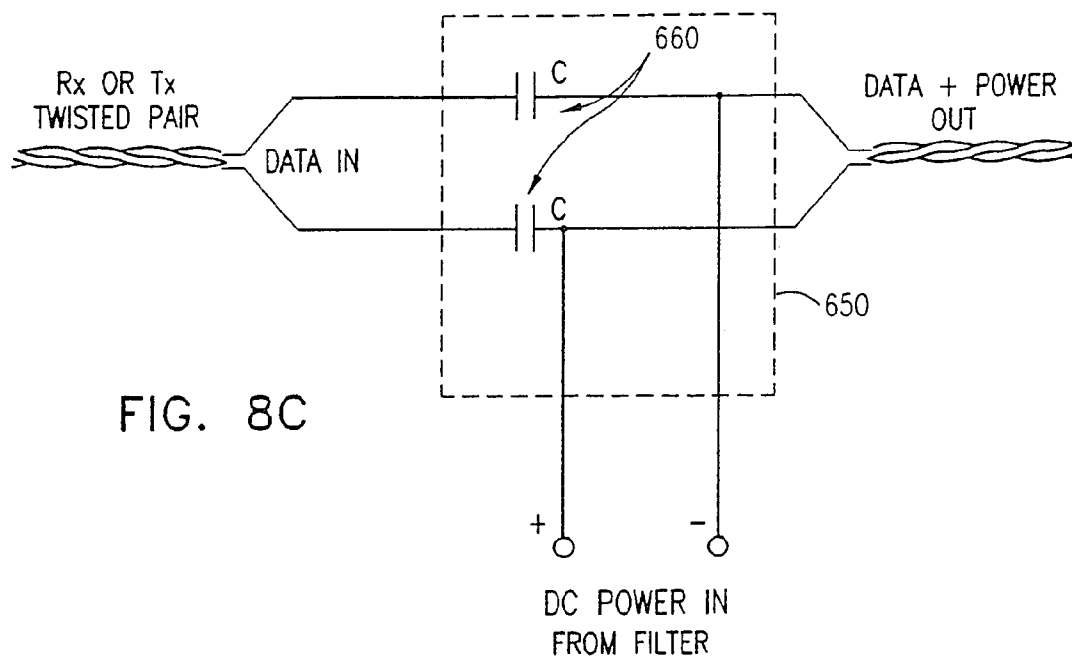 660
C
Rx OR Tx
TWISTED PAIR
DATA + POWER
OUT
DATA IN
C
650
FIG. 8C
+ -
DC POWER IN
FROM FILTER